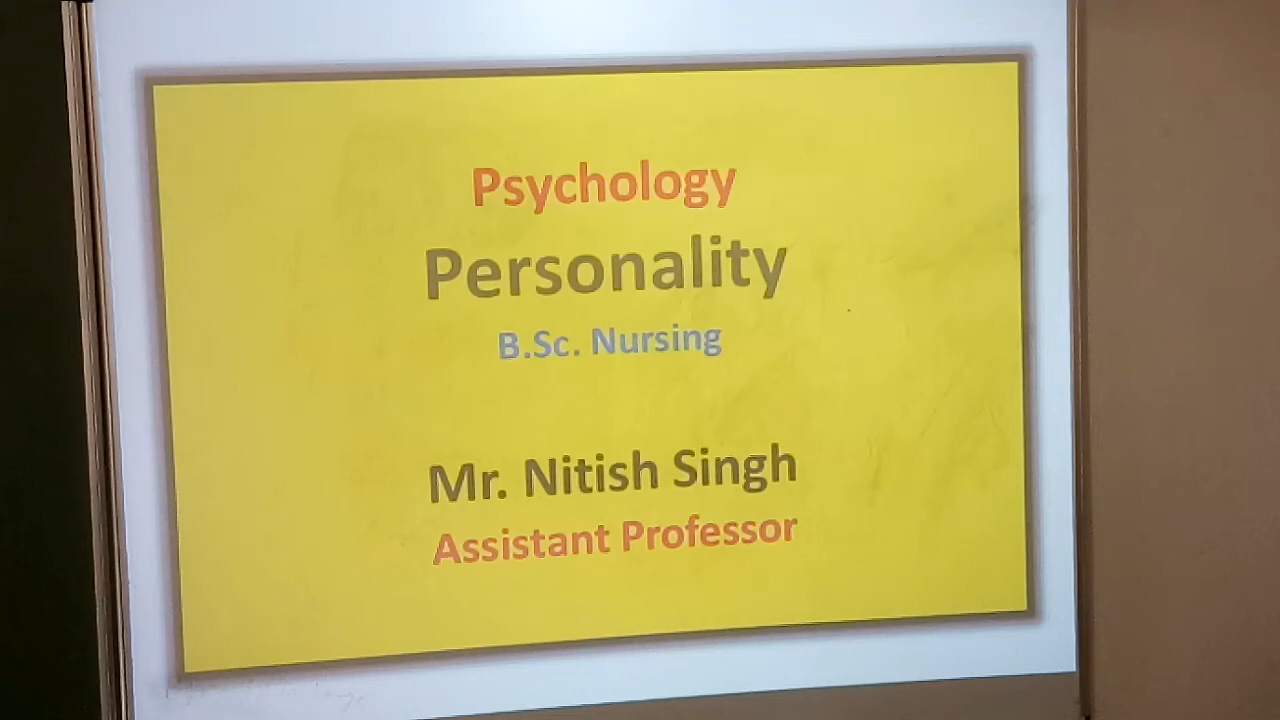 Psychology
Personality
B.Sc. Nursing
Mr. Nitish Singh
Assistant Professor